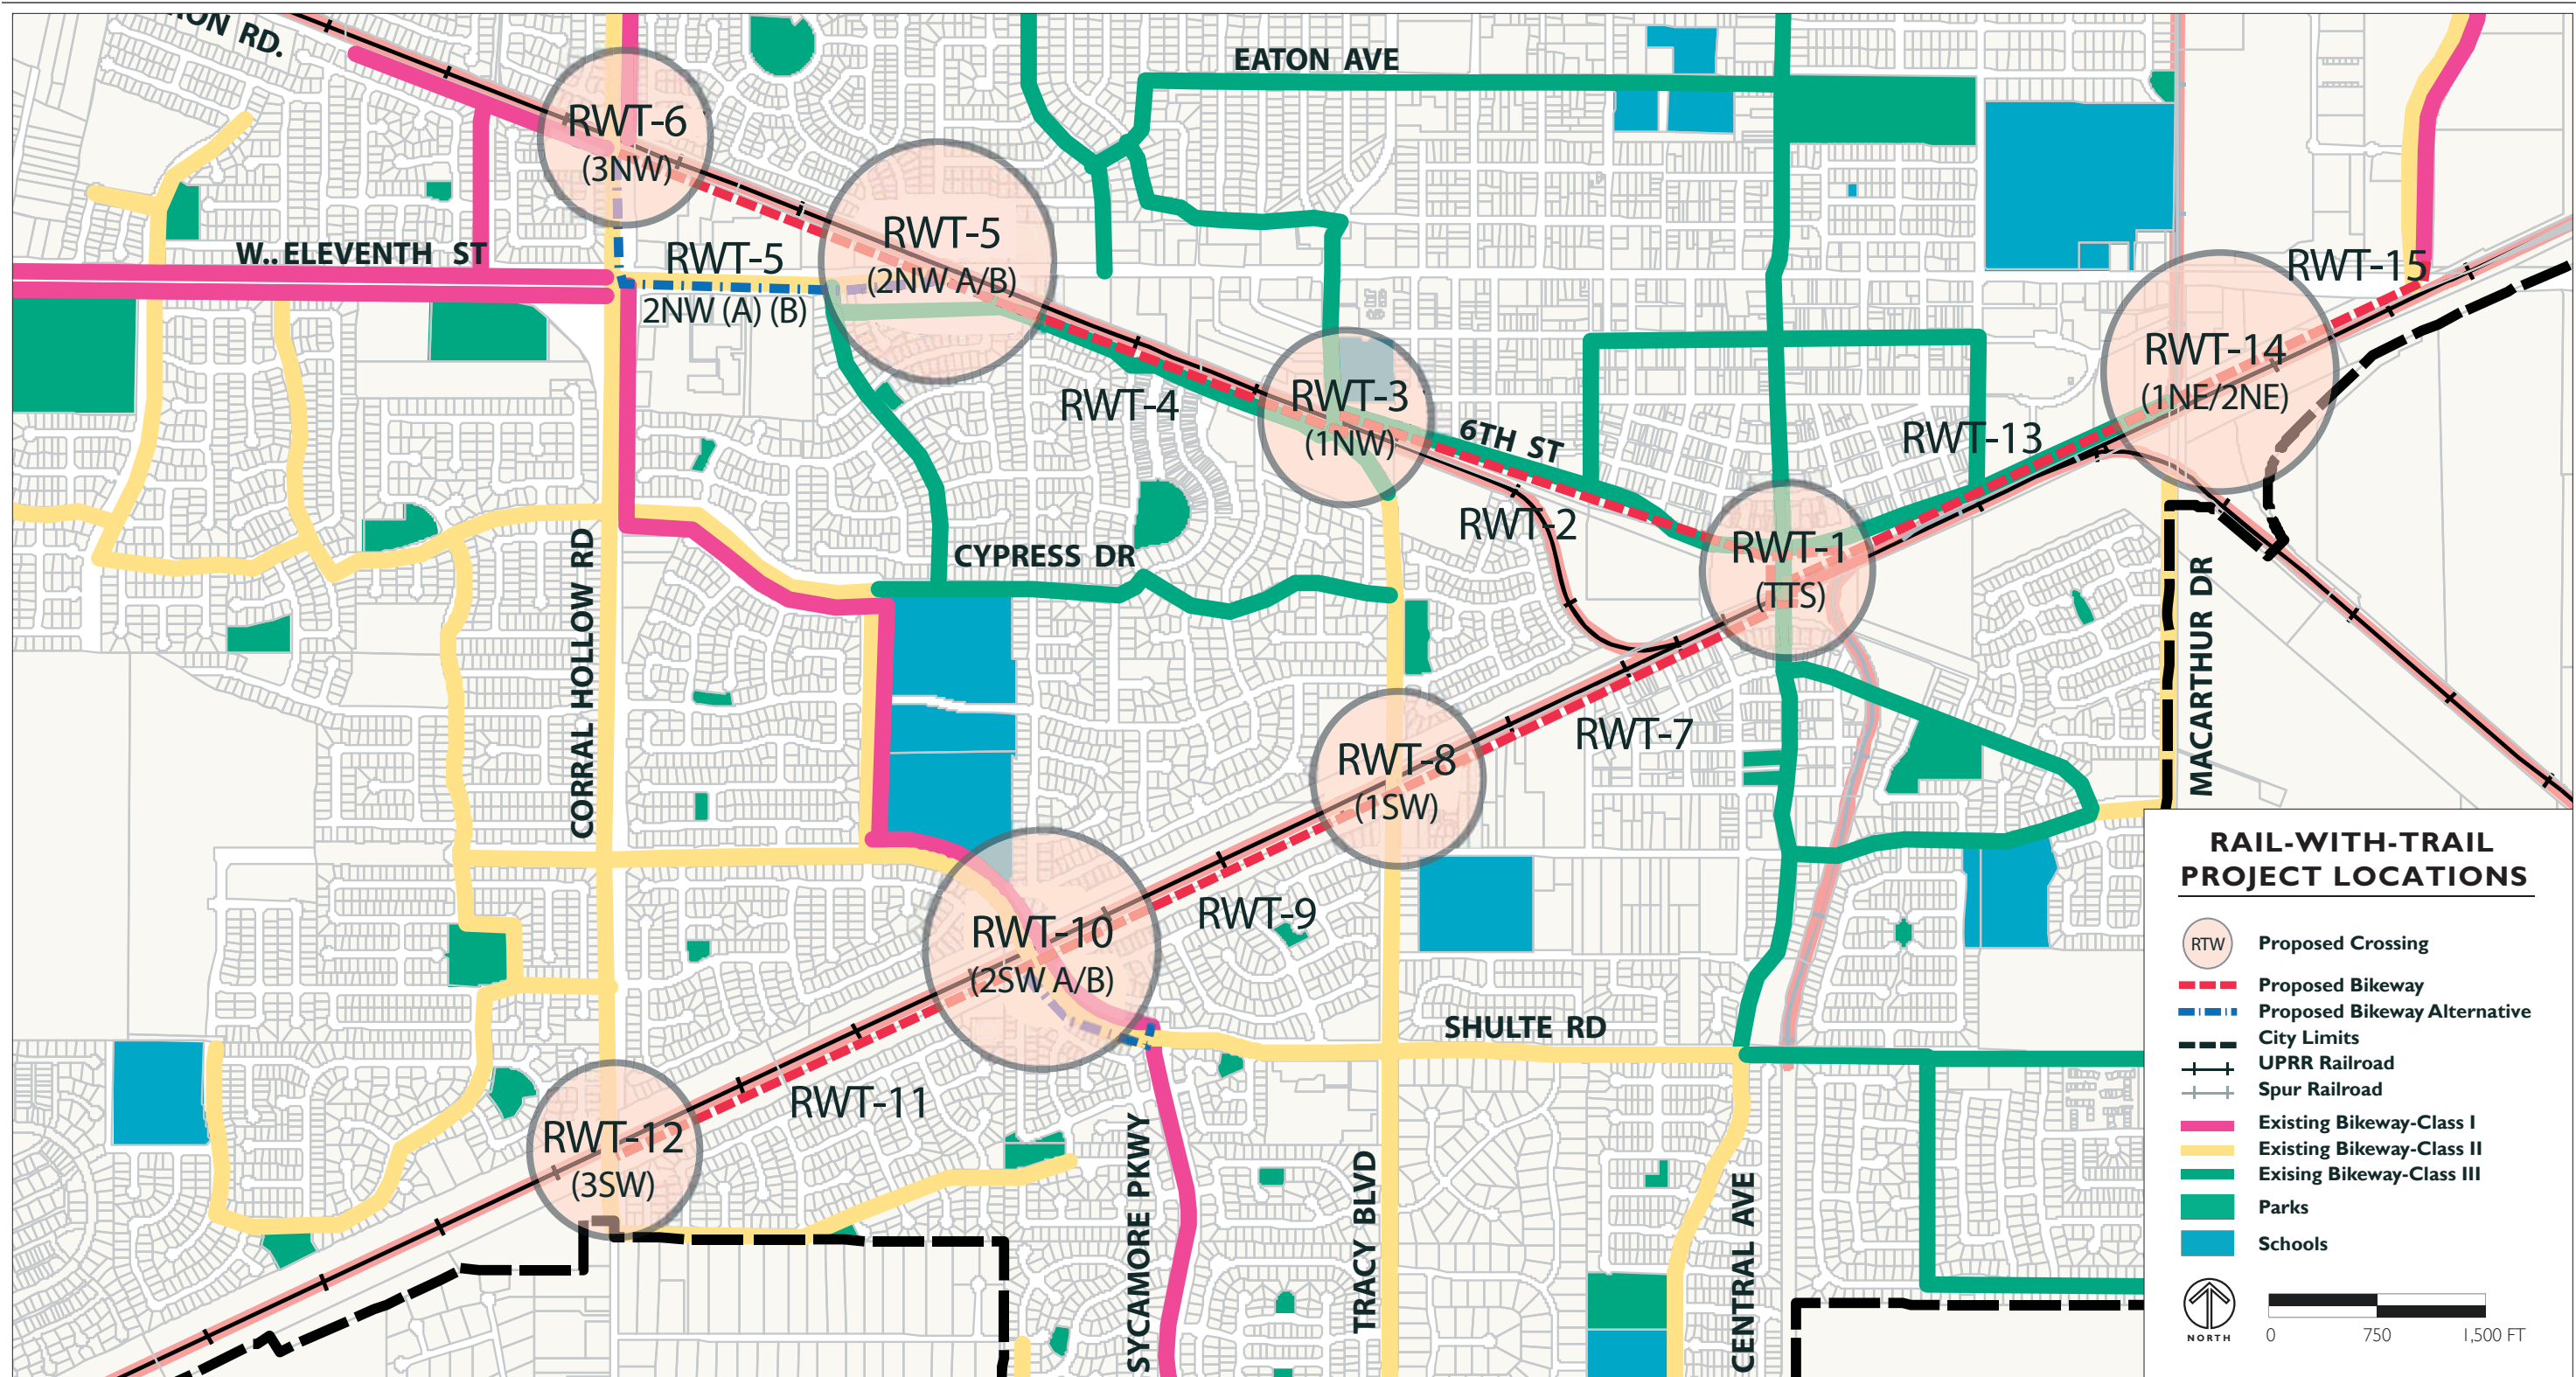 RD.
EATON AVE
RWT-6
(3NW)
RWT-5
(2NW A/B)
W.. ELEVENTH ST
RWT-5
2NW (A) (B)
RWT-15
RWT-14
(1NE/2NE)
RWT-4
RWT-3
(1NW)
6TH ST
RWT-13
RWT-2
RWT-1
(TTS)
CYPRESS DR
CORRAL HOLLOW RD
MACARTHUR DR
RWT-8
(1SW)
RWT-7
RWT-10
(2SW A/B)
RWT-9
SHULTE RD
RWT-11
RWT-12
(3SW)
SYCAMORE PKWY
TRACY BLVD
CENTRAL AVE
RAIL-WITH-TRAIL
PROJECT LOCATIONS
RTW Proposed Crossing
Proposed Bikeway
Proposed Bikeway Alternative
City Limits
UPRR Railroad
Spur Railroad
Existing Bikeway-Class I
Existing Bikeway-Class II
Exising Bikeway-Class III
Parks
Schools
NORTH
0 750 1,500 FT